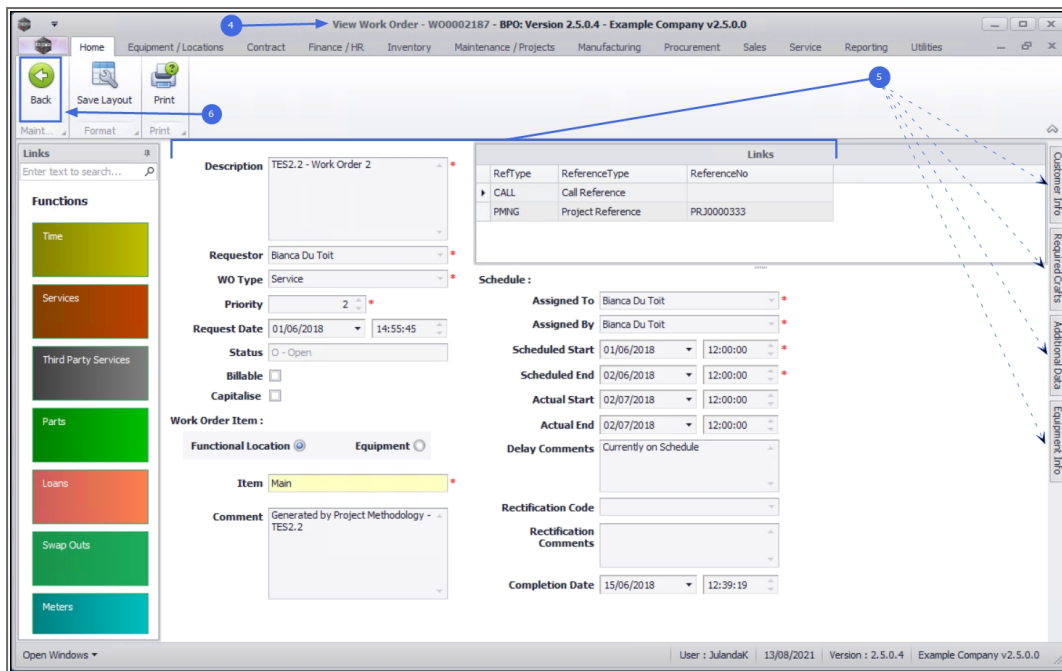 4
View Work Order - WO0002187 - BPO: Version 2.5.0.4 - Example Company v2.5.0.0
Home Equipment / Locations Contract Finance / HR Inventory Maintenance / Projects Manufacturing Procurement Sales Service Reporting Utilities
Back Save Layout Print
Maint... Format Print
6
5
Links
Enter text to search...
Functions
Time
Services
Third Party Services
Parts
Loans
Swap Outs
Meters
Description TES2.2 - Work Order 2 *
Requestor Bianca Du Toit *
WO Type Service *
Priority 2 *
Request Date 01/06/2018 14:55:45
Status O - Open
Billable
Capitalise
Work Order Item :
Functional Location Equipment
Item Main *
Comment Generated by Project Methodology -
TES2.2
Links
RefType ReferenceType ReferenceNo
CALL Call Reference
PMNG Project Reference PRJ0000333
Schedule :
Assigned To Bianca Du Toit *
Assigned By Bianca Du Toit *
Scheduled Start 01/06/2018 12:00:00 *
Scheduled End 02/06/2018 12:00:00 *
Actual Start 02/07/2018 12:00:00
Actual End 02/07/2018 12:00:00
Delay Comments Currently on Schedule
Rectification Code
Rectification
Comments
Completion Date 15/06/2018 12:39:19
Customer Info
Required Crafts
Additional Data
Equipment Info
Open Windows User : JulandaK 13/08/2021 Version : 2.5.0.4 Example Company v2.5.0.0